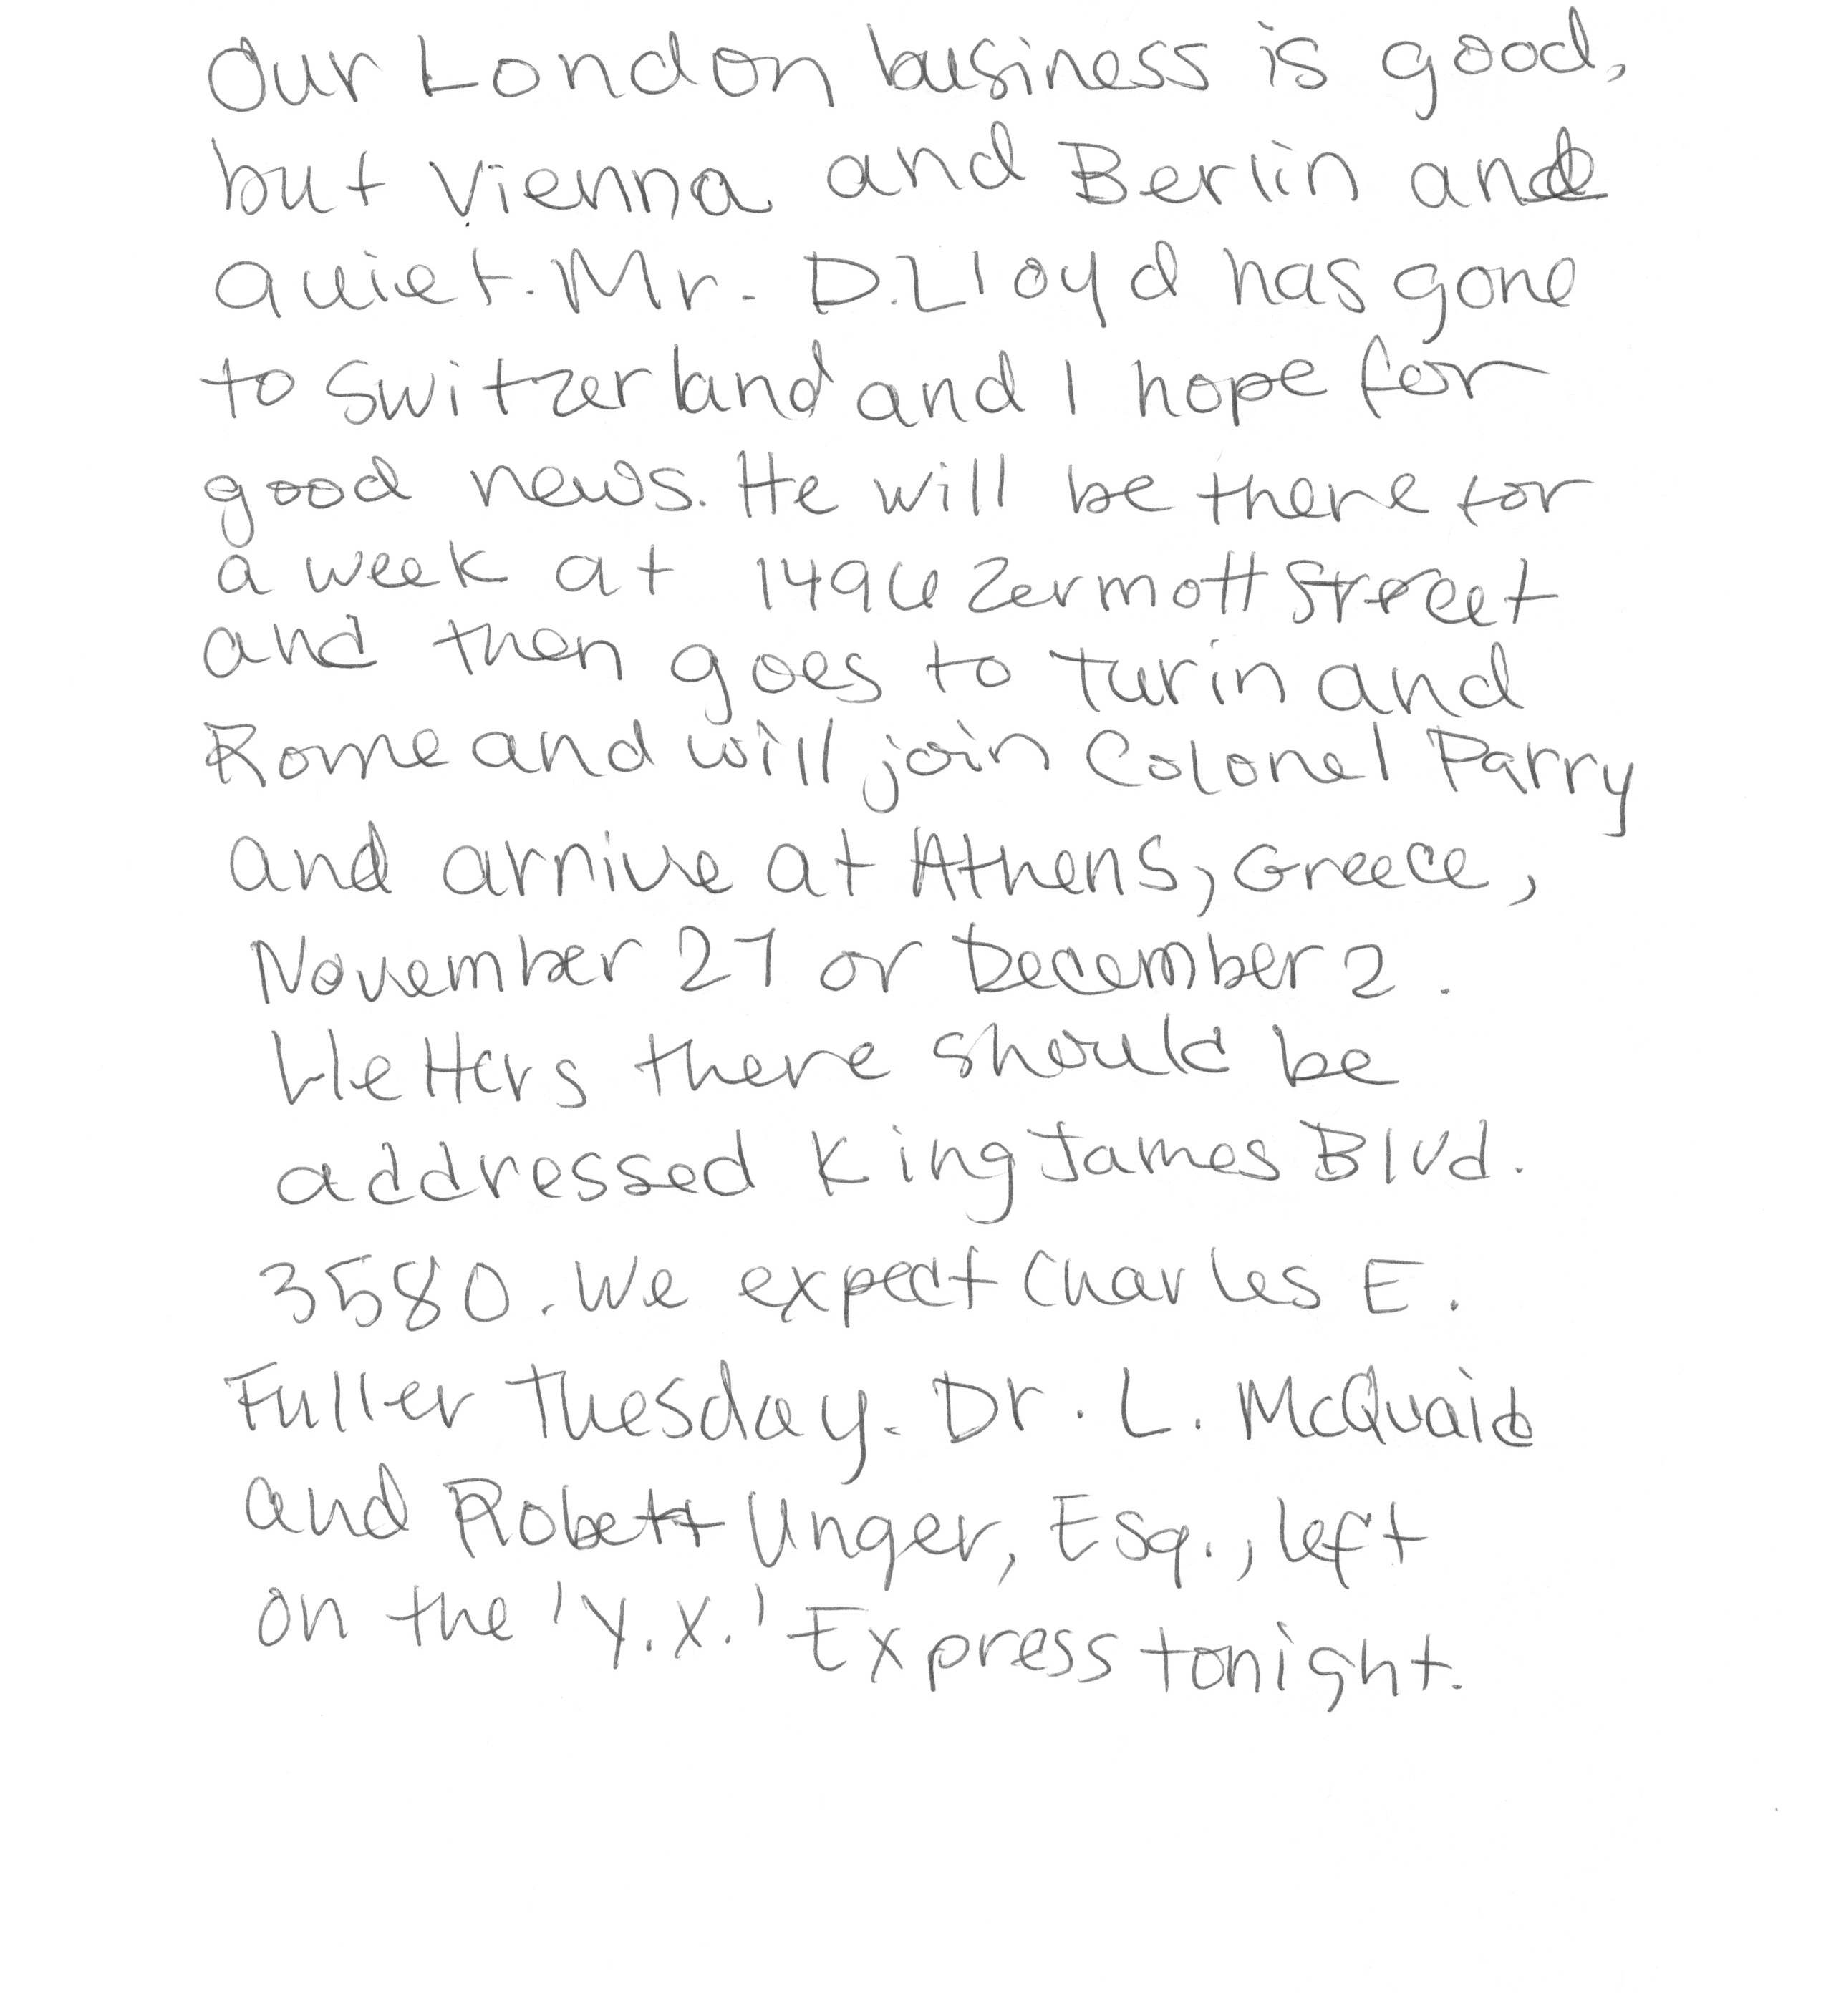 Our London business is good,
but Vienna and Berlin and
quiet. Mr. D. Lloyd has gone
to Switzerland and I hope for
good news. He will be there for
a week at 1496 Zermott Street
and then goes to Turin and
Rome and will join Colonel Parry
and arrive at Athens, Greece,
November 27 or December 2.
Letters there should be
addressed King James Blvd.
3580. We expect Charles E.
Fuller Tuesday. Dr. L. McQuaid
and Robert Unger, Esq., left
on the 'Y.X.' Express tonight.